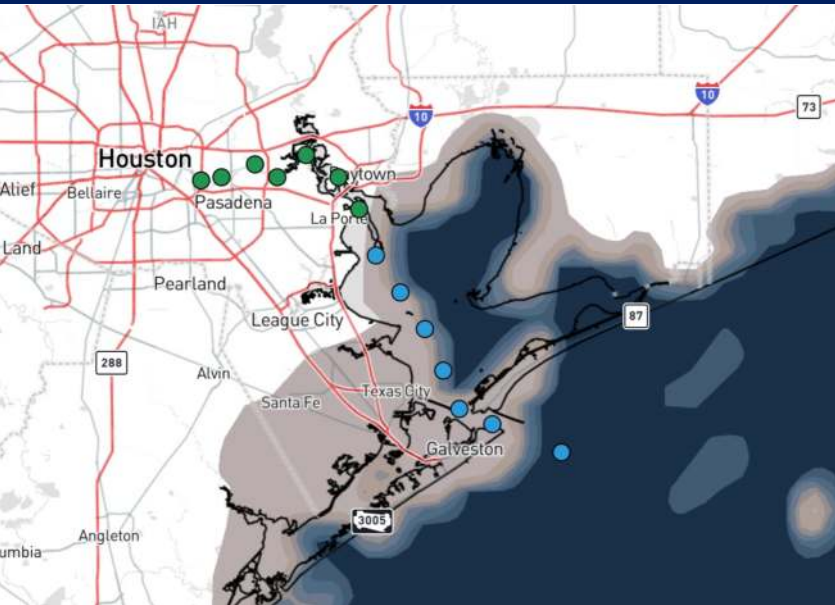 IAH
10
10
73
Houston
Baytown
Alief
Bellaire
Pasadena
La Porte
Land
Pearland
League City
87
288
Alvin
Texas City
Santa Fe
Galveston
3005
Angleton
umbia